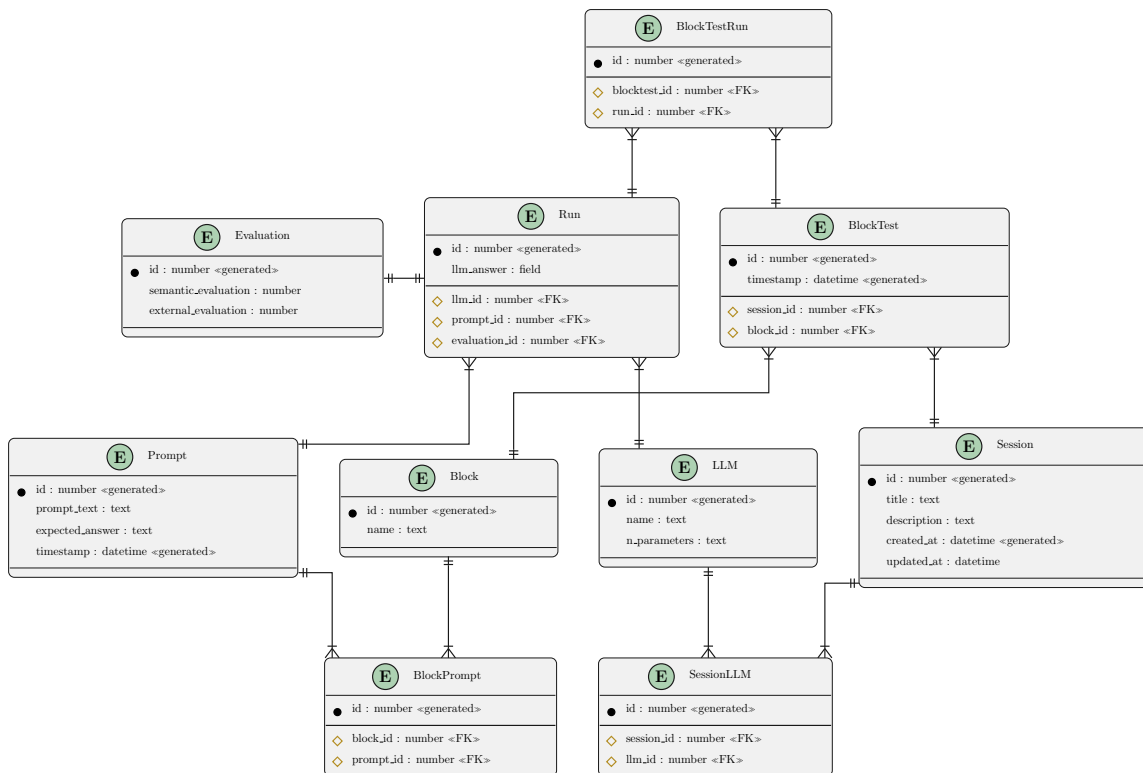 E BlockTestRun
id : number «generated»
blocktest_id : number «FK»
run_id : number «FK»
E Evaluation
id : number «generated»
semantic_evaluation : number
external_evaluation : number
E Run
id : number «generated»
llm_answer : field
llm_id : number «FK»
prompt_id : number «FK»
evaluation_id : number «FK»
E BlockTest
id : number «generated»
timestamp : datetime «generated»
session_id : number «FK»
block_id : number «FK»
E Prompt
id : number «generated»
prompt_text : text
expected_answer : text
timestamp : datetime «generated»
E Block
id : number «generated»
name : text
E LLM
id : number «generated»
name : text
n_parameters : text
E Session
id : number «generated»
title : text
description : text
created_at : datetime «generated»
updated_at : datetime
E BlockPrompt
id : number «generated»
block_id : number «FK»
prompt_id : number «FK»
E SessionLLM
id : number «generated»
session_id : number «FK»
llm_id : number «FK»